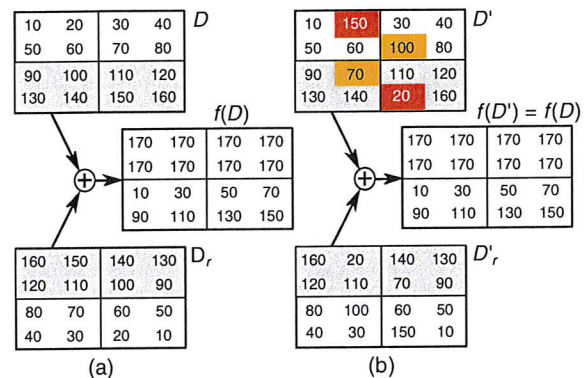 D
10 20 30 40
50 60 70 80
90 100 110 120
130 140 150 160
f(D)
170 170 170 170
170 170 170 170
10 30 50 70
90 110 130 150
+
D_r
160 150 140 130
120 110 100 90
80 70 60 50
40 30 20 10
(a)
D'
10 150 30 40
50 60 100 80
90 70 110 120
130 140 20 160
f(D') = f(D)
170 170 170 170
170 170 170 170
10 30 50 70
90 110 130 150
+
D'_r
160 20 140 130
120 110 70 90
80 100 60 50
40 30 150 10
(b)